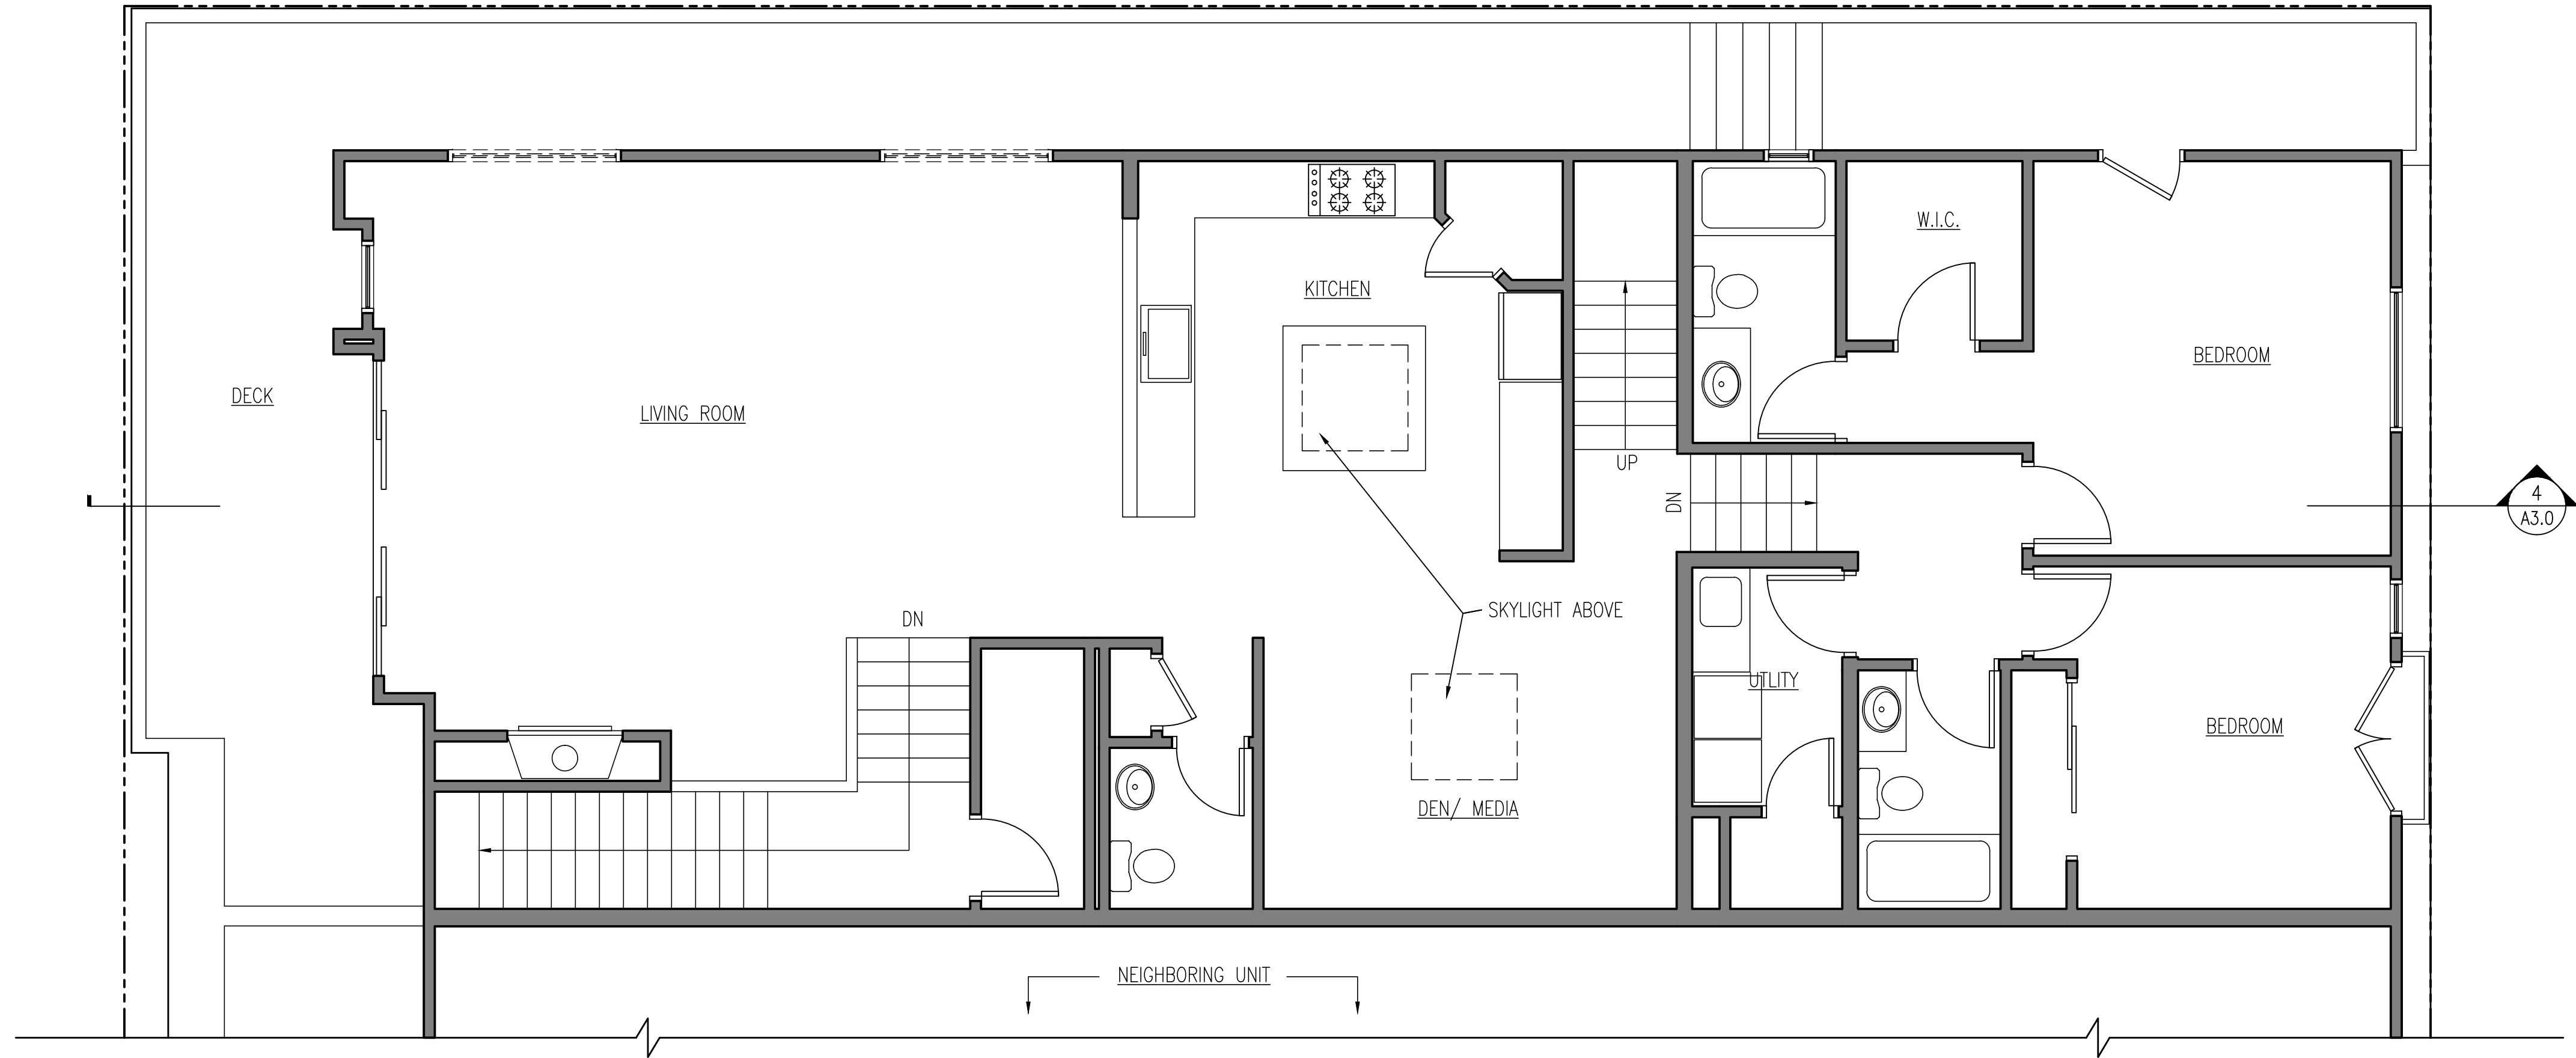 W.I.C.
KITCHEN
BEDROOM
DECK
LIVING ROOM
UP
DN
4
A3.0
DN
SKYLIGHT ABOVE
UTLITY
BEDROOM
DEN/ MEDIA
NEIGHBORING UNIT